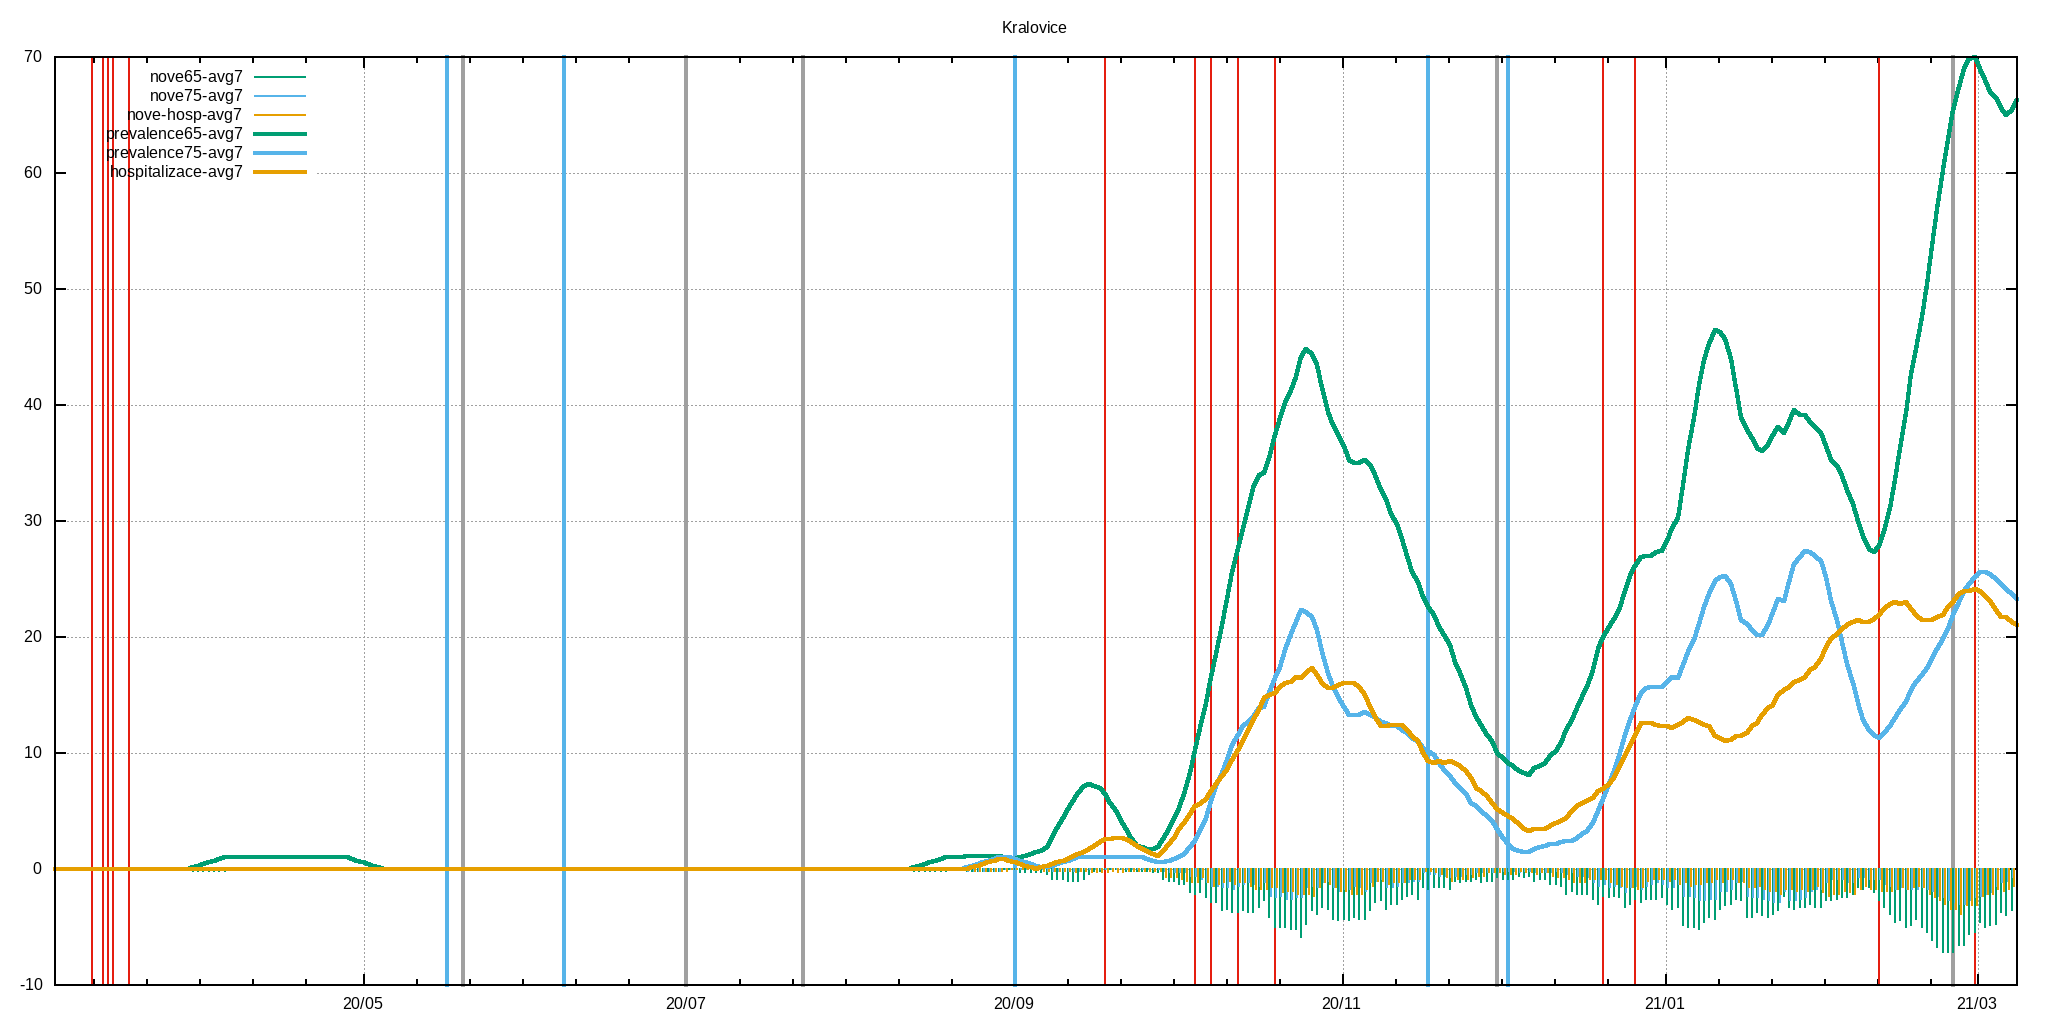 Kralovice
70
nove65-avg7
nove75-avg7
nove-hosp-avg7
prevalence65-avg7
prevalence75-avg7
hospitalizace-avg7
60
50
40
30
20
10
0
-10
20/05 20/07 20/09 20/11 21/01 21/03